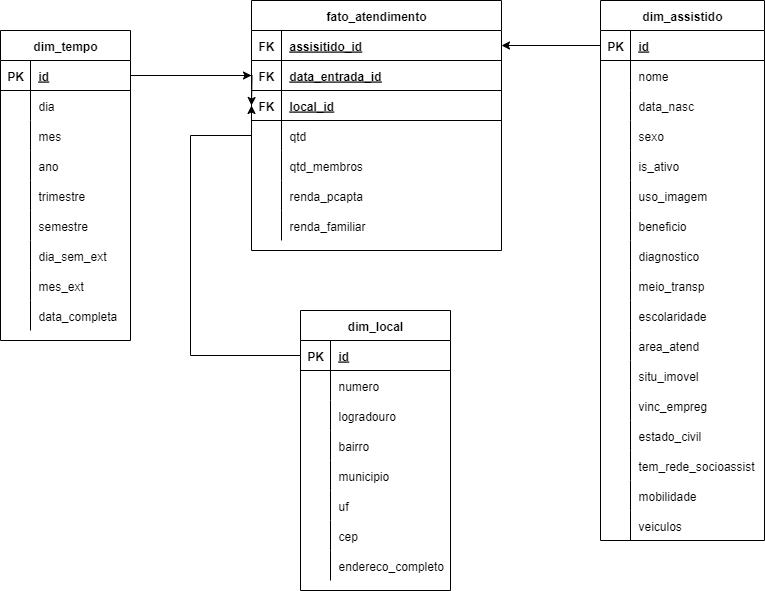 dim_tempo
PK id
dia
mes
ano
trimestre
semestre
dia_sem_ext
mes_ext
data_completa
fato_atendimento
FK assisitido_id
FK data_entrada_id
FK local_id
qtd
qtd_membros
renda_pcapta
renda_familiar
dim_assistido
PK id
nome
data_nasc
sexo
is_ativo
uso_imagem
beneficio
diagnostico
meio_transp
escolaridade
area_atend
situ_imovel
vinc_empreg
estado_civil
tem_rede_socioassist
mobilidade
veiculos
dim_local
PK id
numero
logradouro
bairro
municipio
uf
cep
endereco_completo